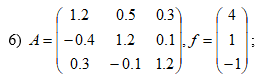 6) A = ( 1.2 0.5 0.3
-0.4 1.2 0.1
0.3 -0.1 1.2 ), f = ( 4
1
-1 );